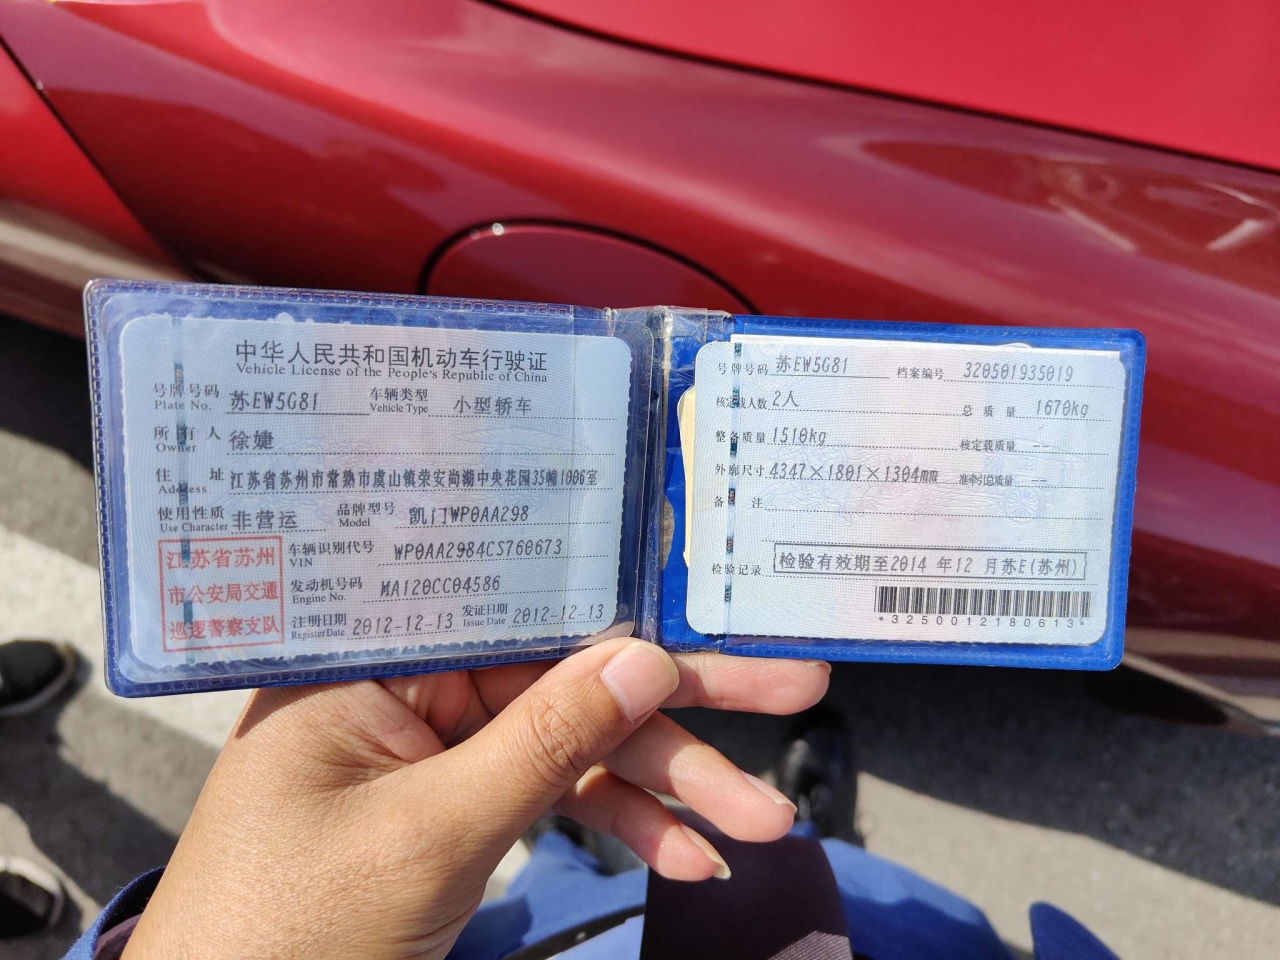 中华人民共和国机动车行驶证
Vehicle License of the People's Republic of China
号牌号码 Plate No. 苏EW5G81 车辆类型 Vehicle Type 小型轿车
所有人 Owner 徐婕
住址 Address 江苏省苏州市常熟市虞山镇荣安尚湖中央花园35幢1006室
使用性质 Use Character 非营运 品牌型号 Model 凯门WP0AA298
车辆识别代号 VIN WP0AA2984CS760673
发动机号码 Engine No. MA120CC04586
注册日期 Register Date 2012-12-13 发证日期 Issue Date 2012-12-13
江苏省苏州
市公安局交通
巡逻警察支队
号牌号码 苏EW5G81 档案编号 320501935019
核定载人数 2人 总质量 1670kg
整备质量 1510kg 核定载质量 --
外廓尺寸 4347×1801×1304mm 准牵引总质量 --
备注
检验记录 检验有效期至2014 年12 月苏E(苏州)
*3250012180613*